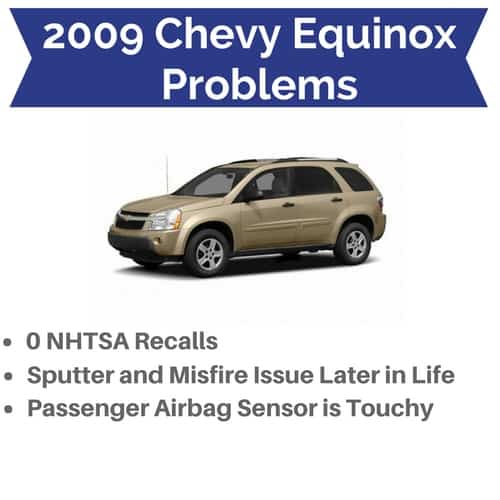 2009 Chevy Equinox
Problems
• 0 NHTSA Recalls
• Sputter and Misfire Issue Later in Life
• Passenger Airbag Sensor is Touchy